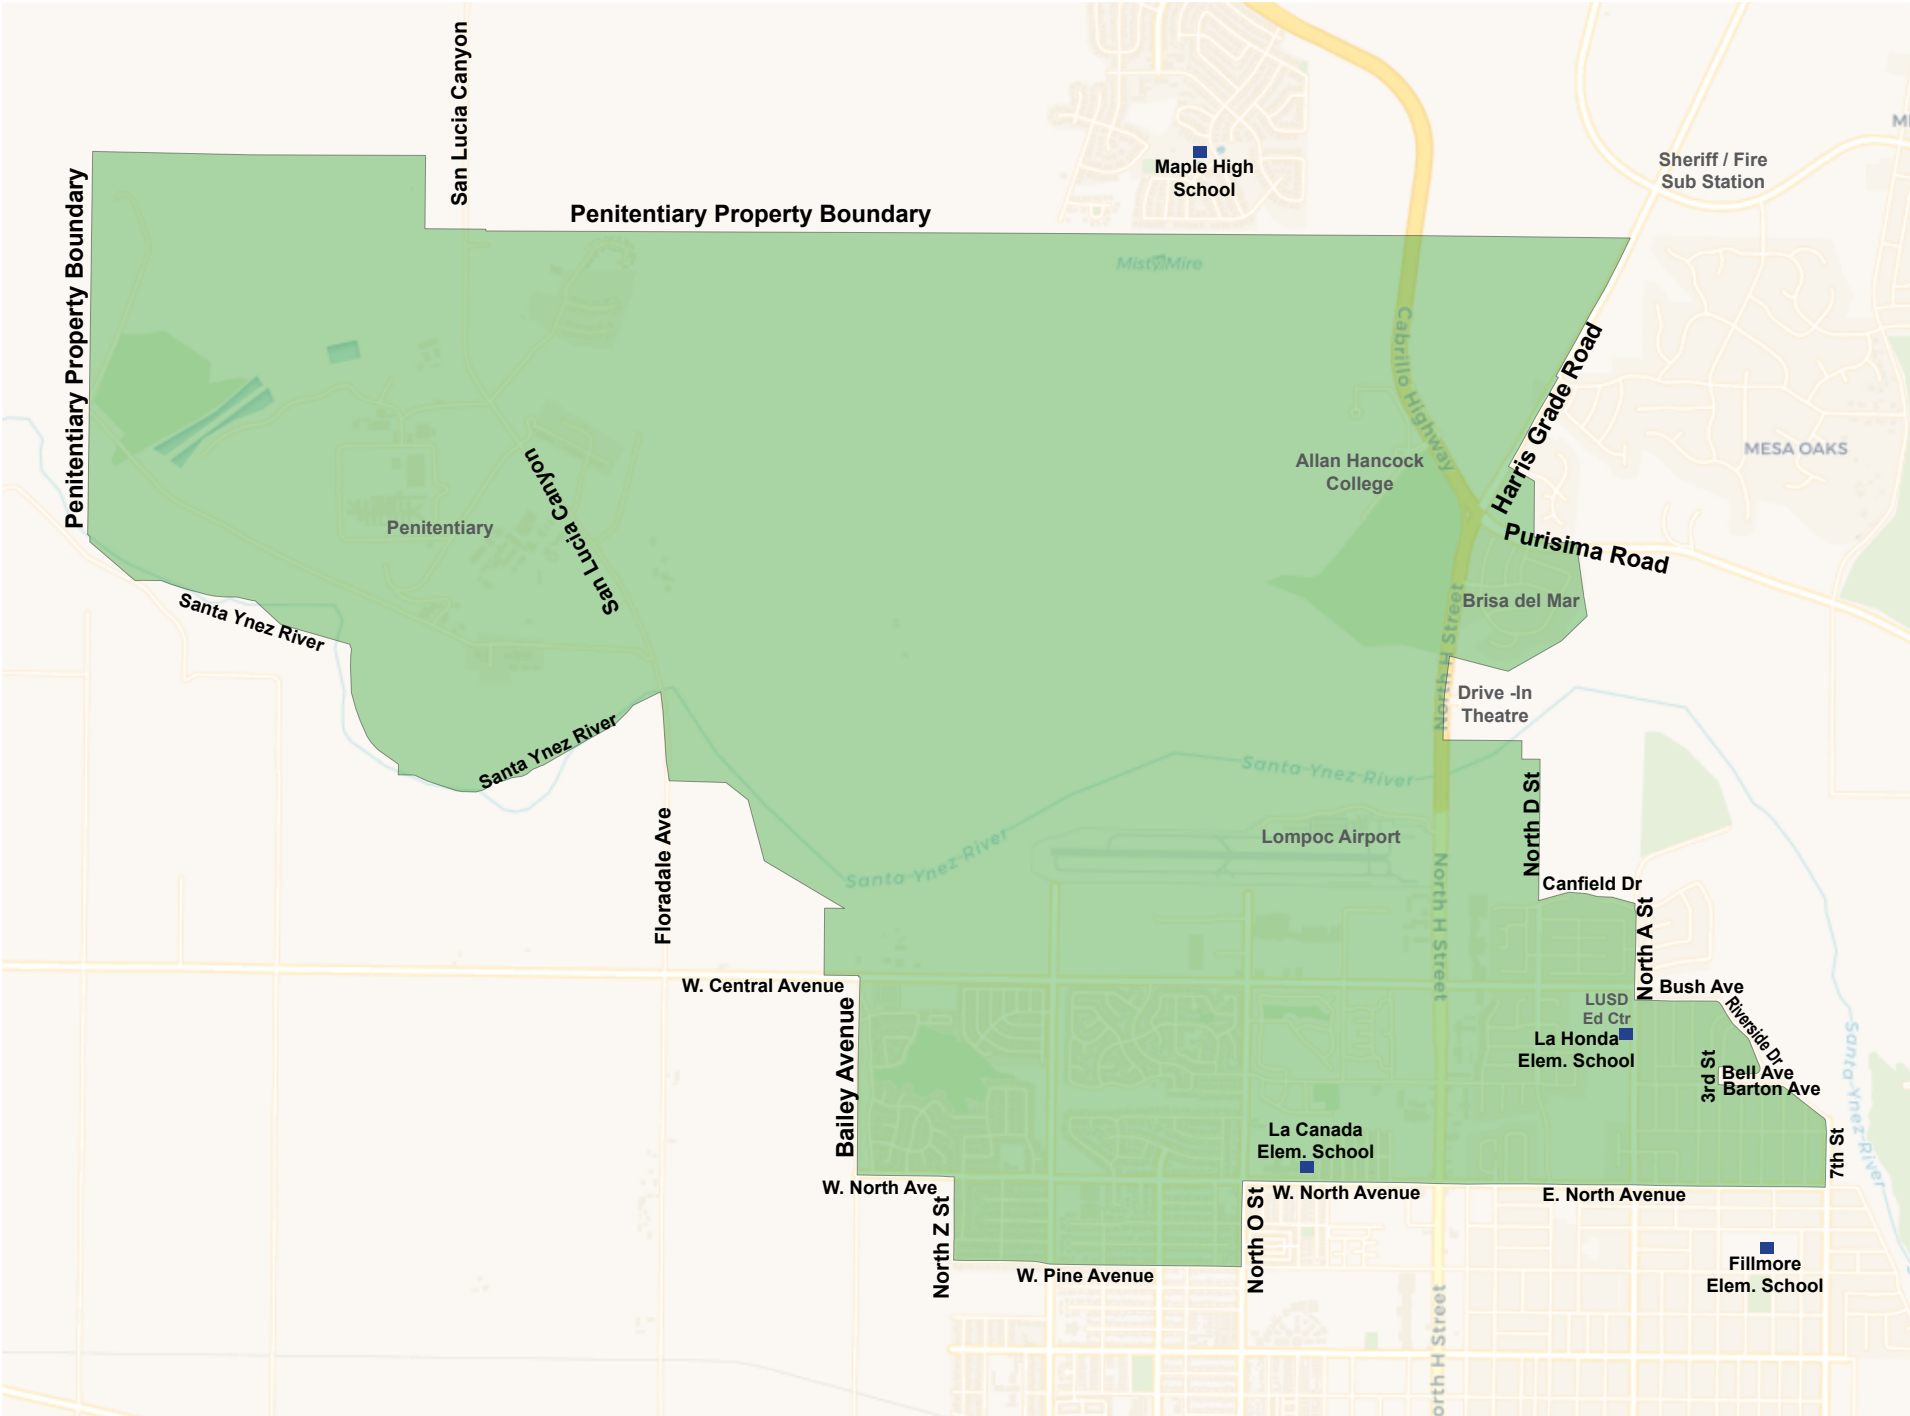 San Lucia Canyon
MI
Maple High
School
Sheriff / Fire
Sub Station
Penitentiary Property Boundary
Penitentiary Property Boundary
Misty Mire
Cabrillo Highway
Harris Grade Road
MESA OAKS
Allan Hancock
College
San Lucia Canyon
Penitentiary
Purisima Road
Brisa del Mar
Santa Ynez River
North H Street
Drive -In
Theatre
Santa Ynez River
Santa Ynez River
North D St
Lompoc Airport
Floradale Ave
Santa Ynez River
North H Street
Canfield Dr
North A St
W. Central Avenue
Bush Ave
Bailey Avenue
LUSD
Ed Ctr
La Honda
Elem. School
Riverside Dr
3rd St
Bell Ave
Barton Ave
Santa Ynez River
La Canada
Elem. School
7th St
W. North Ave
W. North Avenue
E. North Avenue
North Z St
North O St
W. Pine Avenue
Fillmore
Elem. School
orth H Street